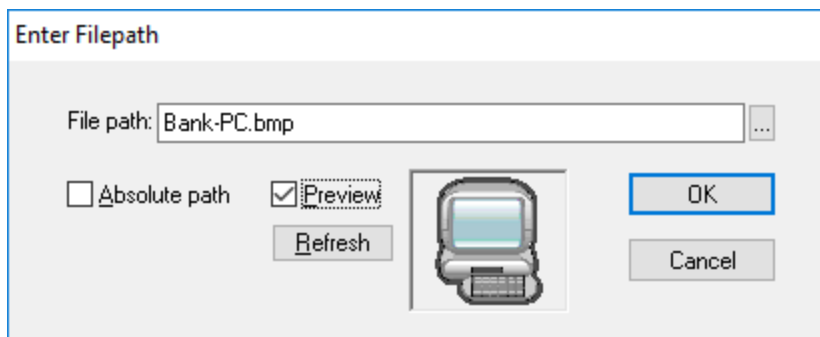 Enter Filepath
File path: Bank-PC.bmp ...
Absolute path Preview OK
Refresh
Cancel